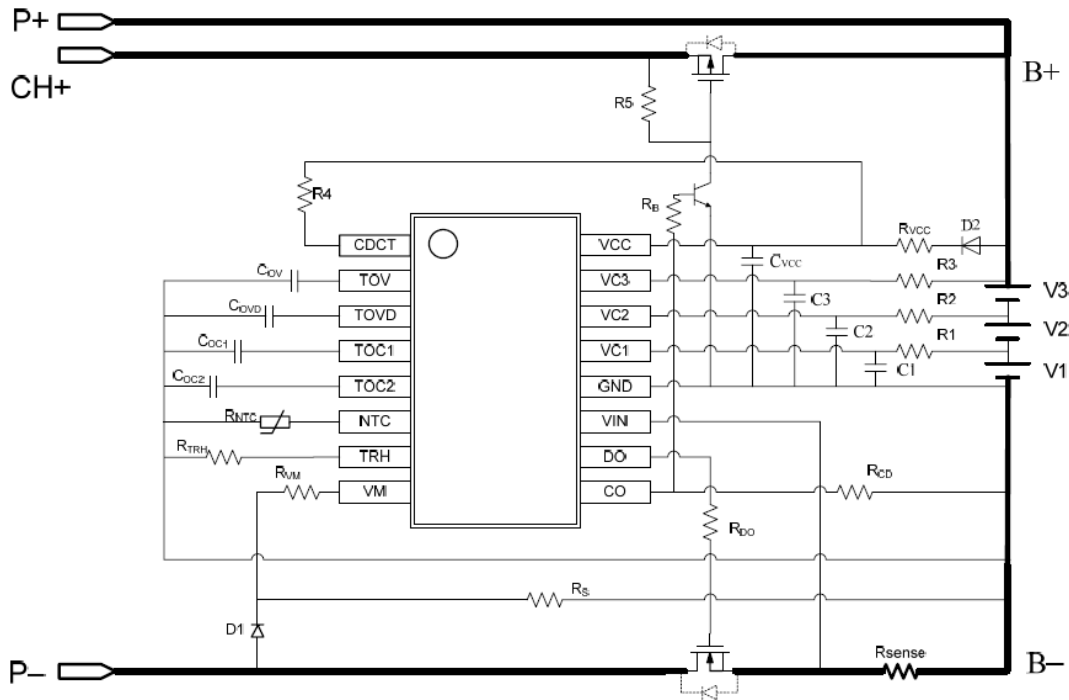 P+
CH+
B+
R5
R4
RB
CDCT
VCC
CVCC
RVCC
D2
CTOV
TOV
VC3
C3
R3
V3
CTOVD
TOVD
VC2
C2
R2
V2
COC1
TOC1
VC1
C1
R1
V1
COC2
TOC2
GND
RNTC
NTC
VIN
RTRH
TRH
DO
RVM
VM
CO
RCD
RDO
RS
D1
P−
Rsense
B−